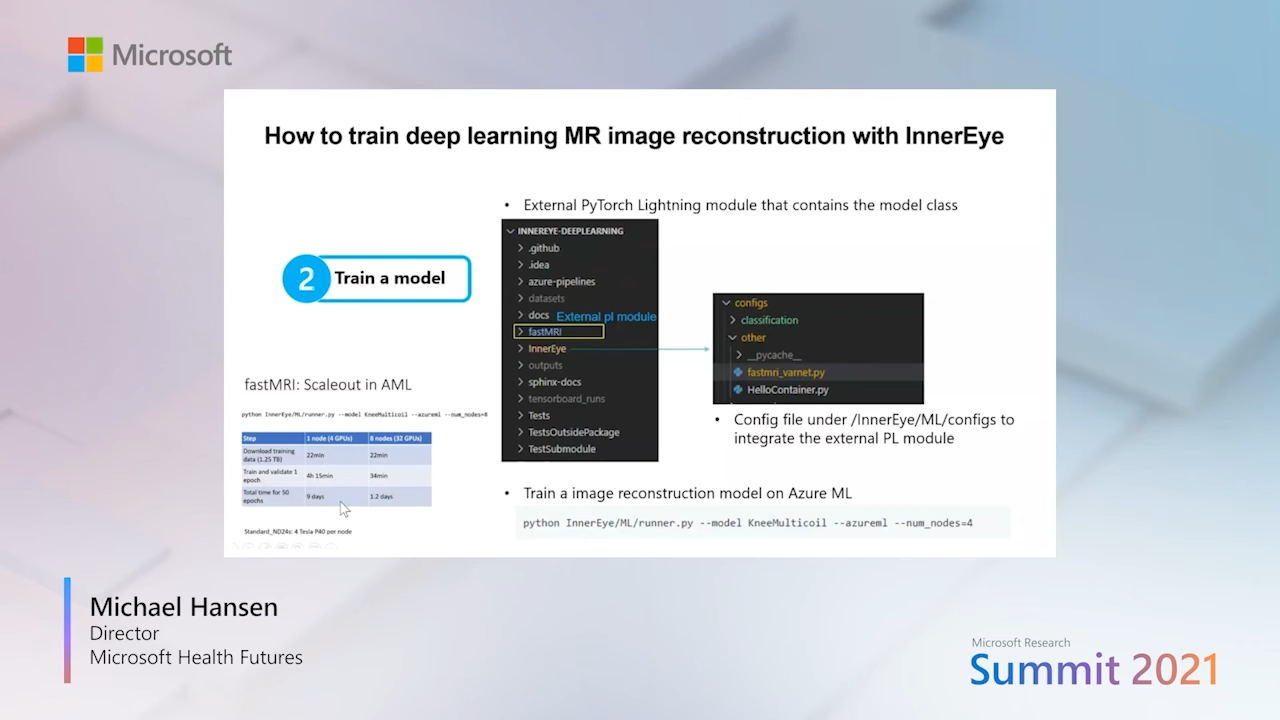 Microsoft
How to train deep learning MR image reconstruction with InnerEye
• External PyTorch Lightning module that contains the model class
2 Train a model
INNEREYE-DEEPLEARNING
.github
.idea
azure-pipelines
datasets
docs
External pl module
fastMRI
InnerEye
outputs
sphinx-docs
tensorboard_runs
Tests
TestsOutsidePackage
TestSubmodule
configs
classification
other
__pycache__
fastmri_varnet.py
HelloContainer.py
• Config file under /InnerEye/ML/configs to
integrate the external PL module
fastMRI: Scaleout in AML
python InnerEye/ML/runner.py --model KneeMulticoil --azureml --num_nodes=8
Step 1 node (4 GPUs) 8 nodes (32 GPUs)
Download training
data (1.25 TB) 22min 22min
Train and validate 1
epoch 4h 15min 34min
Total time for 50
epochs 9 days 1.2 days
Standard_ND24s: 4 Tesla P40 per node
• Train a image reconstruction model on Azure ML
python InnerEye/ML/runner.py --model KneeMulticoil --azureml --num_nodes=4
Michael Hansen
Director
Microsoft Health Futures
Microsoft Research
Summit 2021